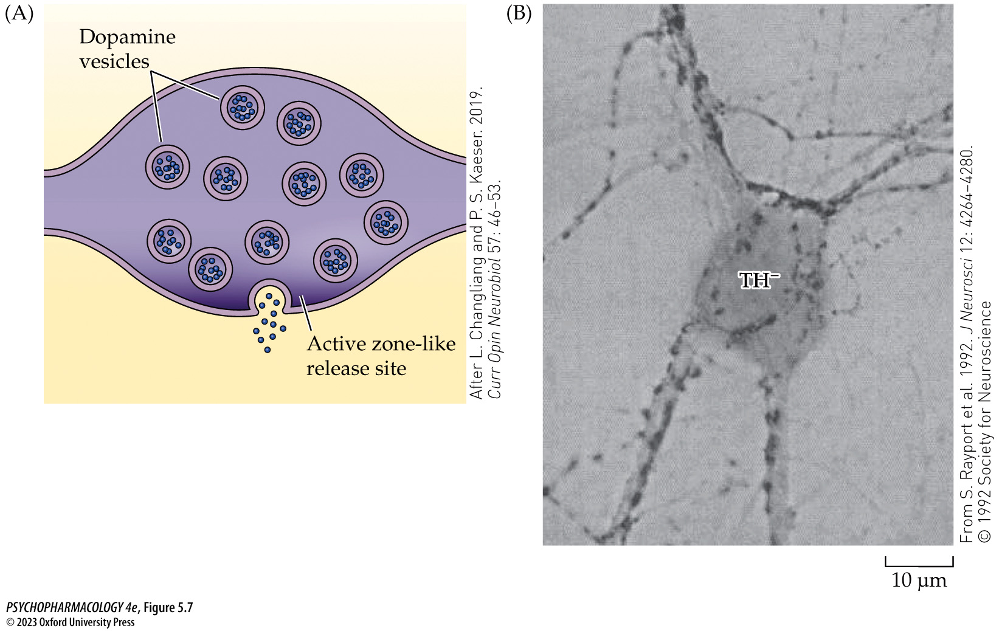 (A)
Dopamine
vesicles
Active zone-like
release site
After L. Changliang and P. S. Kaeser. 2019.
Curr Opin Neurobiol 57: 46–53.
(B)
TH−
From S. Rayport et al. 1992. J Neurosci 12: 4264–4280.
© 1992 Society for Neuroscience
10 µm
PSYCHOPHARMACOLOGY 4e, Figure 5.7
© 2023 Oxford University Press